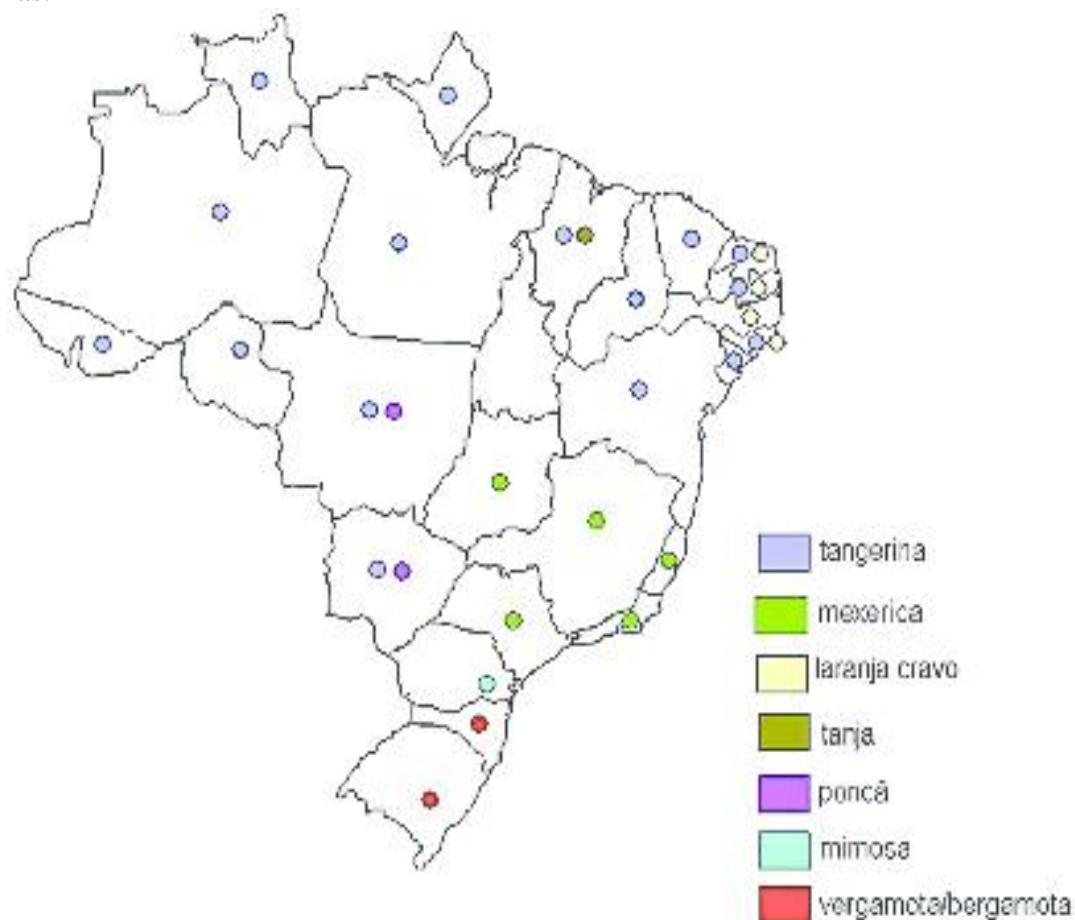 tangerina
mexerica
laranja cravo
tanja
poncã
mimosa
vergamota/bergamota